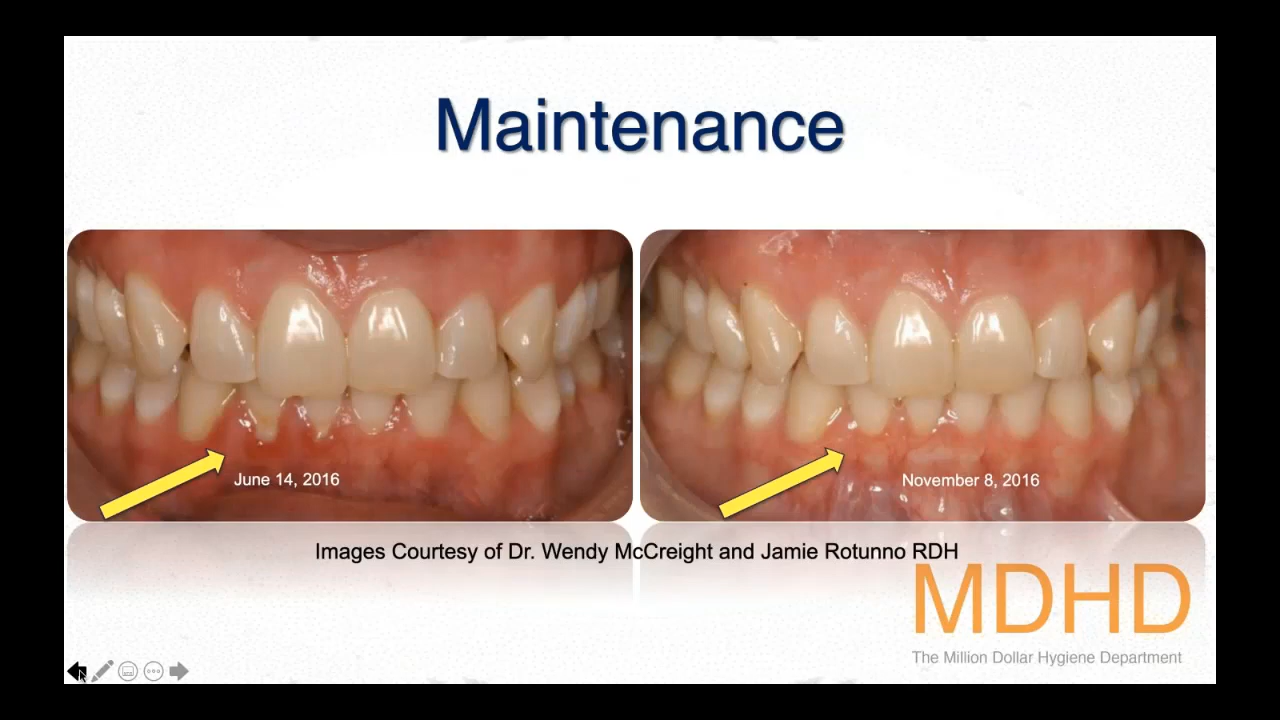 Maintenance
June 14, 2016
November 8, 2016
Images Courtesy of Dr. Wendy McCreight and Jamie Rotunno RDH
MDHD
The Million Dollar Hygiene Department